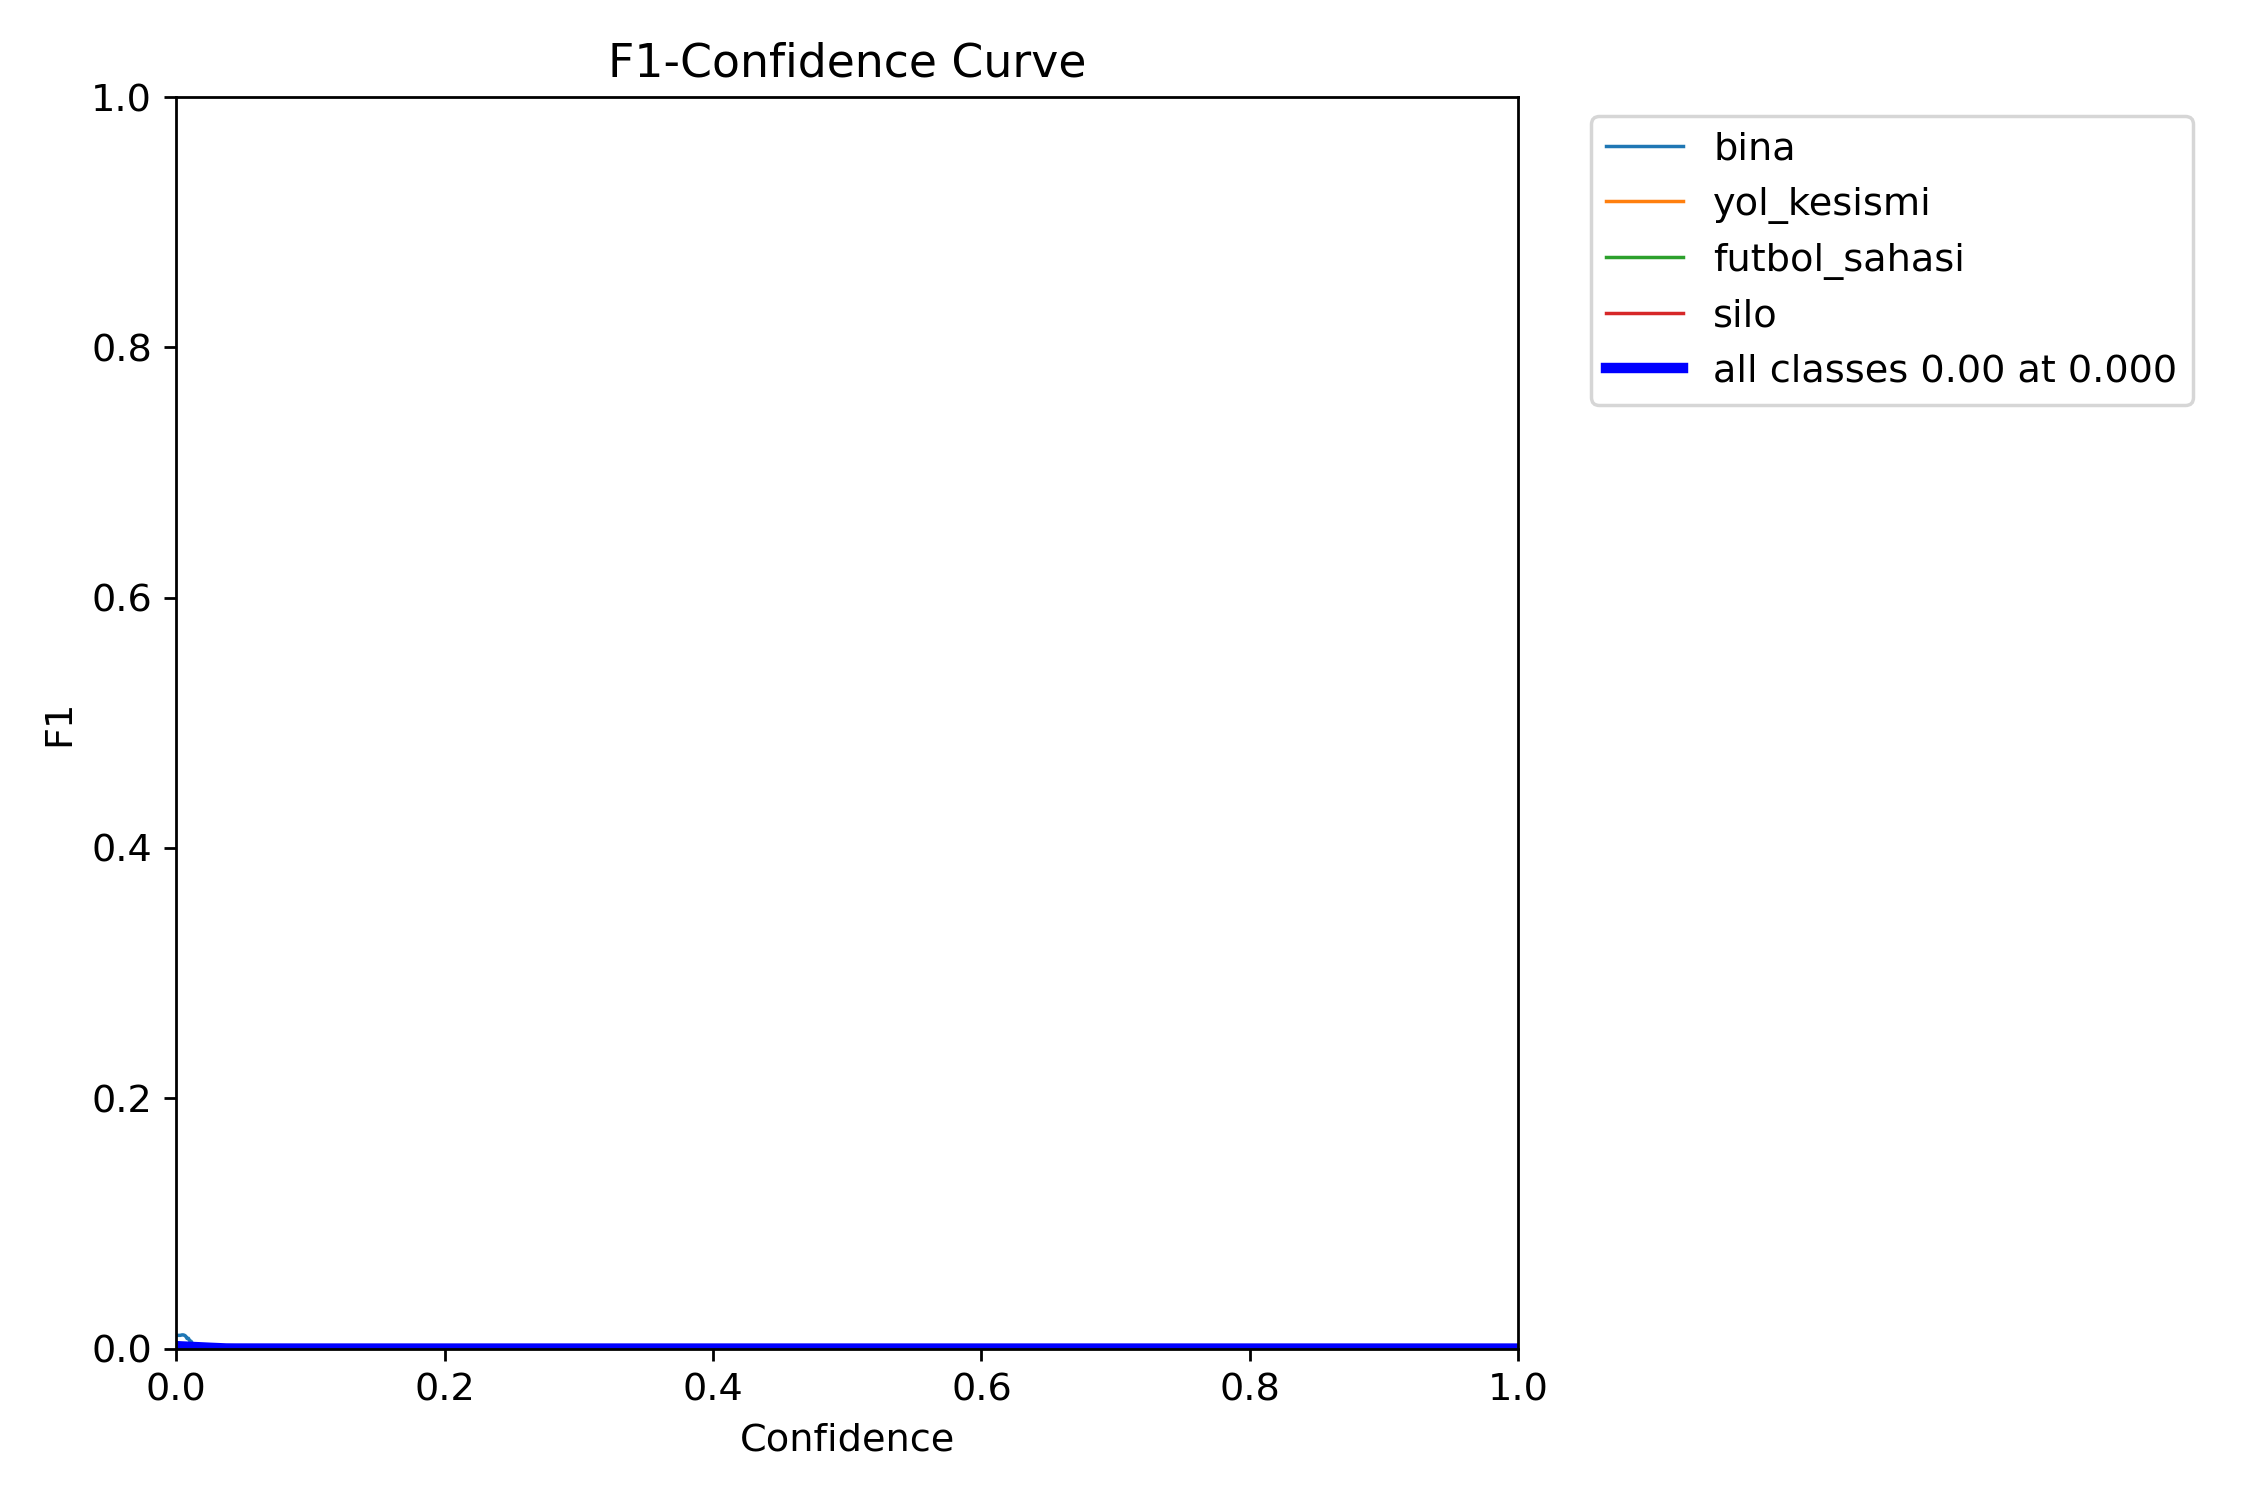 F1-Confidence Curve
1.0
0.8
0.6
0.4
0.2
0.0
F1
0.0 0.2 0.4 0.6 0.8 1.0
Confidence
bina
yol_kesismi
futbol_sahasi
silo
all classes 0.00 at 0.000